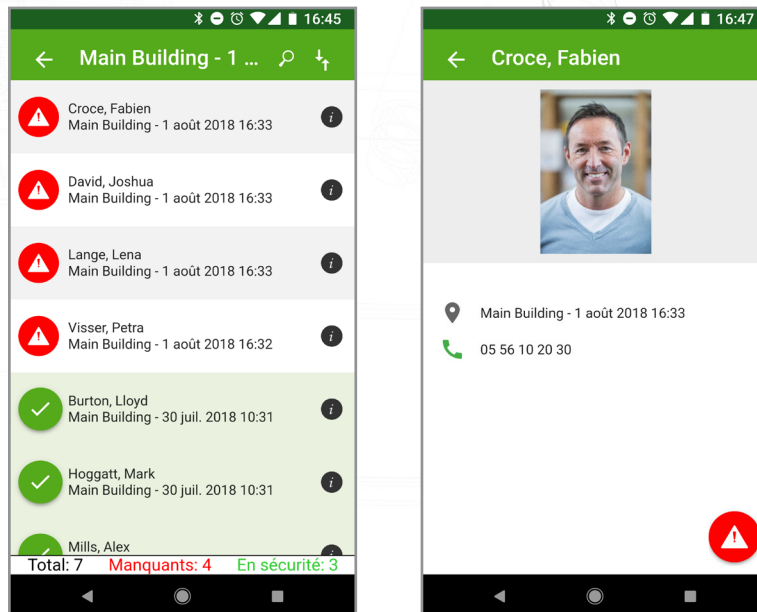 16:45
Main Building - 1 ...
Croce, Fabien
Main Building - 1 août 2018 16:33
David, Joshua
Main Building - 1 août 2018 16:33
Lange, Lena
Main Building - 1 août 2018 16:33
Visser, Petra
Main Building - 1 août 2018 16:32
Burton, Lloyd
Main Building - 30 juil. 2018 10:31
Hoggatt, Mark
Main Building - 30 juil. 2018 10:31
Mills, Alex
Total: 7 Manquants: 4 En sécurité: 3
16:47
Croce, Fabien
Main Building - 1 août 2018 16:33
05 56 10 20 30